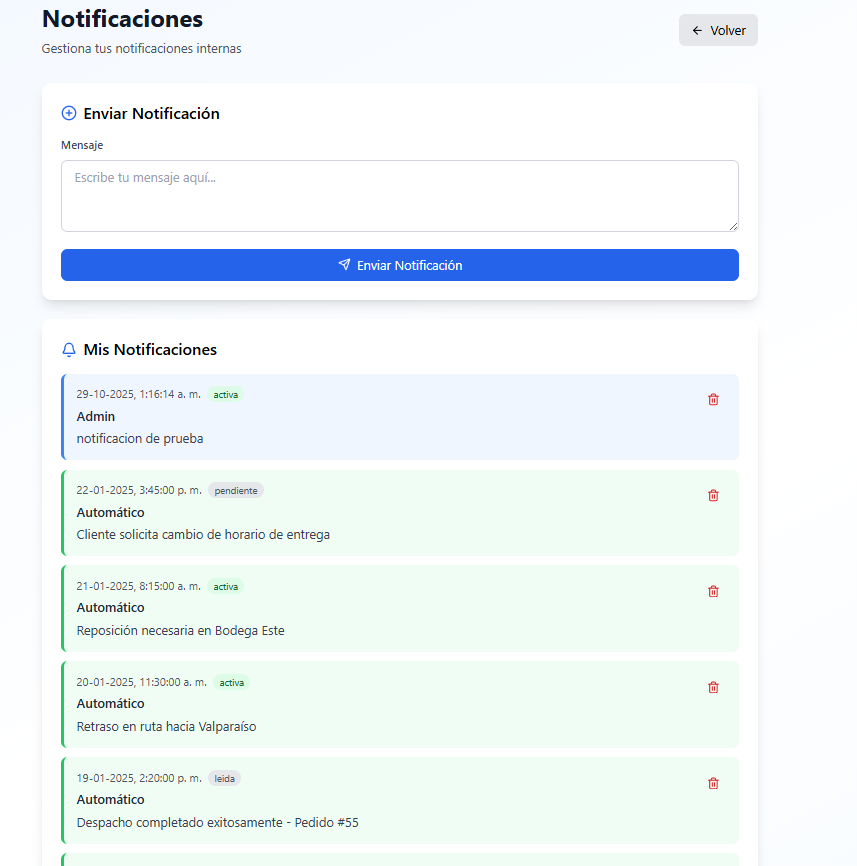 Notificaciones
Gestiona tus notificaciones internas
Volver
Enviar Notificación
Mensaje
Escribe tu mensaje aquí...
Enviar Notificación
Mis Notificaciones
29-10-2025, 1:16:14 a. m. activa
Admin
notificacion de prueba
22-01-2025, 3:45:00 p. m. pendiente
Automático
Cliente solicita cambio de horario de entrega
21-01-2025, 8:15:00 a. m. activa
Automático
Reposición necesaria en Bodega Este
20-01-2025, 11:30:00 a. m. activa
Automático
Retraso en ruta hacia Valparaíso
19-01-2025, 2:20:00 p. m. leida
Automático
Despacho completado exitosamente - Pedido #55